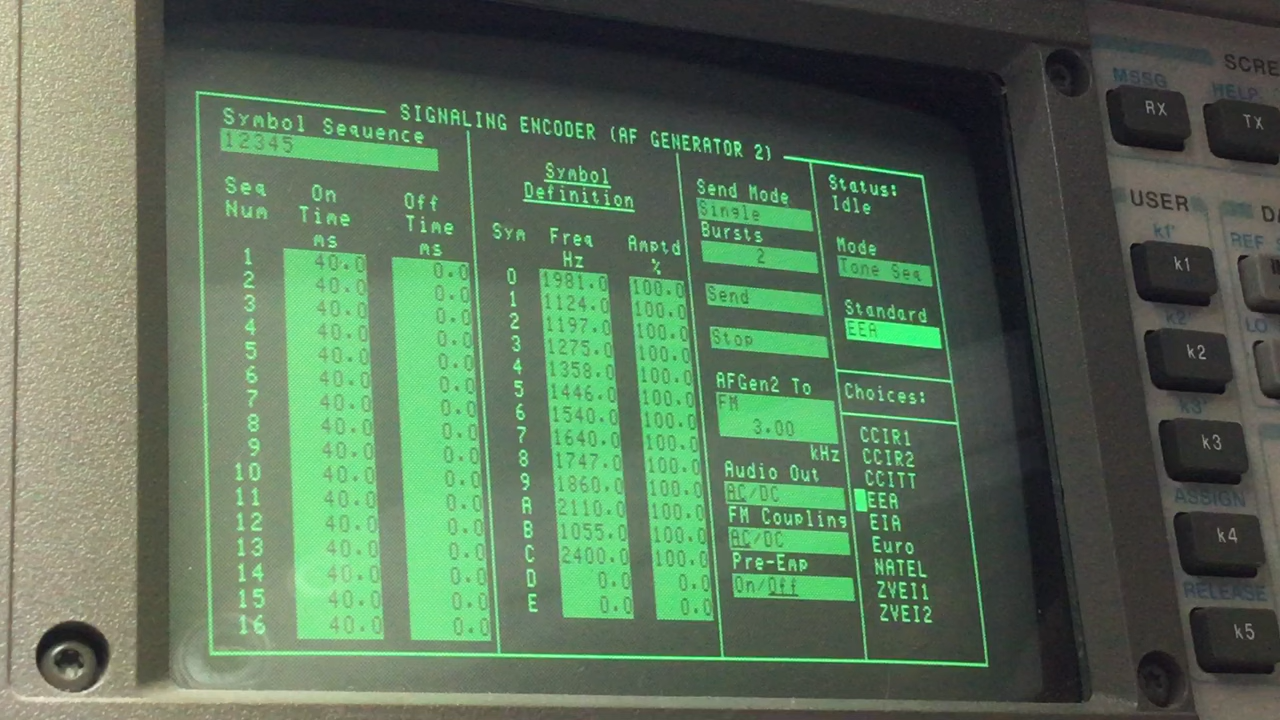 SIGNALING ENCODER (AF GENERATOR 2)
Symbol Sequence
12345
Seq Num On Time ms Off Time ms
1 40.0 0.0
2 40.0 0.0
3 40.0 0.0
4 40.0 0.0
5 40.0 0.0
6 40.0 0.0
7 40.0 0.0
8 40.0 0.0
9 40.0 0.0
10 40.0 0.0
11 40.0 0.0
12 40.0 0.0
13 40.0 0.0
14 40.0 0.0
15 40.0 0.0
16 40.0 0.0
Symbol
Definition
Sym Freq Hz Amptd %
0 1981.0 100.0
1 1124.0 100.0
2 1197.0 100.0
3 1275.0 100.0
4 1358.0 100.0
5 1446.0 100.0
6 1540.0 100.0
7 1640.0 100.0
8 1747.0 100.0
9 1860.0 100.0
A 2110.0 100.0
B 1055.0 100.0
C 2400.0 100.0
D 0.0 0.0
E 0.0 0.0
Send Mode
Single
Bursts
2
Send
Stop
AFGen2 To
FM
3.00
kHz
Audio Out
AC/DC
FM Coupling
AC/DC
Pre-Emp
On/Off
Status:
Idle
Mode
Tone Seq
Standard
EEA
Choices:
CCIR1
CCIR2
CCITT
EEA
EIA
Euro
NATEL
ZVEI1
ZVEI2
SCRE
MSSG
HELP
RX
TX
USER
DA
k1'
REF
k1
k2'
LO
k2
k3'
k3
ASSIGN
k4
RELEASE
k5